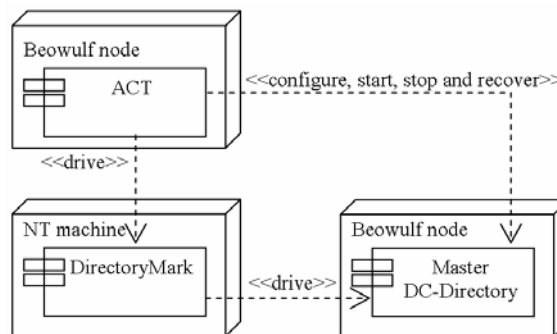 Beowulf node
ACT
<<configure, start, stop and recover>>
<<drive>>
NT machine
DirectoryMark
<<drive>>
Beowulf node
Master
DC-Directory